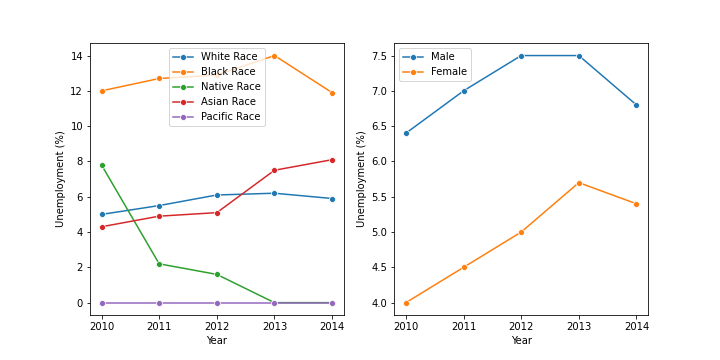 14
12
10
8
6
4
2
0
Unemployment (%)
White Race
Black Race
Native Race
Asian Race
Pacific Race
2010 2011 2012 2013 2014
Year
7.5
7.0
6.5
6.0
5.5
5.0
4.5
4.0
Unemployment (%)
Male
Female
2010 2011 2012 2013 2014
Year